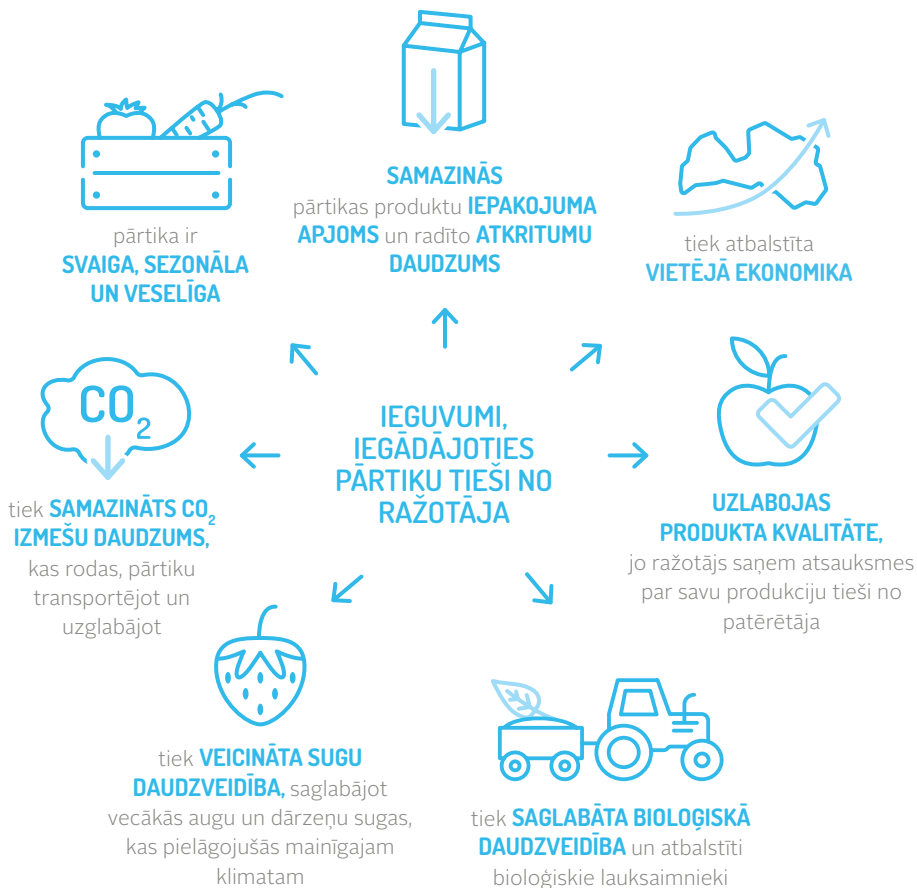 SAMAZINĀS
pārtikas produktu IEPAKOJUMA
APJOMS un radīto ATKRITUMU
DAUDZUMS
pārtika ir
SVAIGA, SEZONĀLA
UN VESELĪGA
tiek atbalstīta
VIETĒJĀ EKONOMIKA
CO₂
IEGUVUMI,
IEGĀDĀJOTIES
PĀRTIKU TIEŠI NO
RAŽOTĀJA
tiek SAMAZINĀTS CO₂
IZMEŠU DAUDZUMS,
kas rodas, pārtiku
transportējot un
uzglabājot
UZLABOJAS
PRODUKTA KVALITĀTE,
jo ražotājs saņem atsauksmes
par savu produkciju tieši no
patērētāja
tiek VEICINĀTA SUGU
DAUDZVEIDĪBA, saglabājot
vecākās augu un dārzeņu sugas,
kas pielāgojušās mainīgajam
klimatam
tiek SAGLABĀTA BIOLOĢISKĀ
DAUDZVEIDĪBA un atbalstīti
bioloģiskie lauksaimnieki